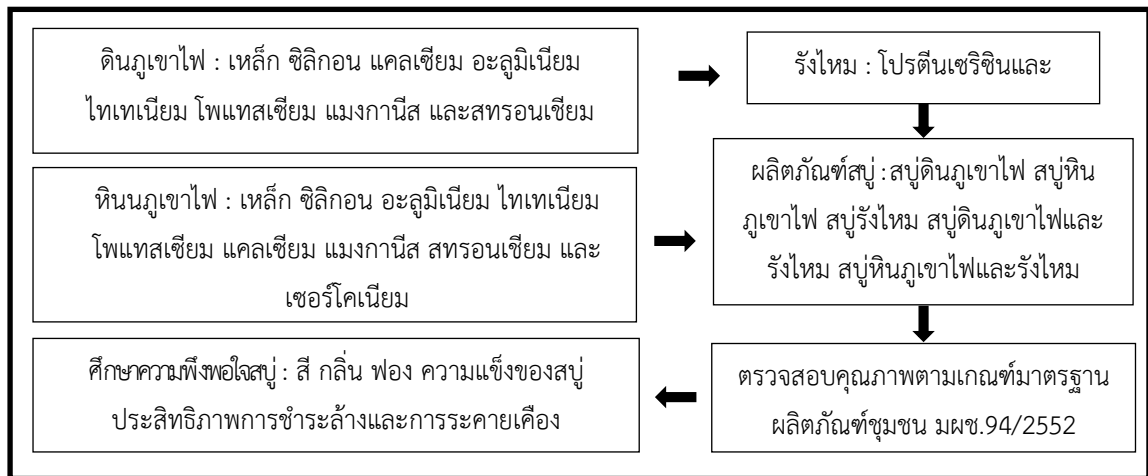 ดินภูเขาไฟ : เหล็ก ซิลิกอน แคลเซียม อะลูมิเนียม
ไทเทเนียม โพแทสเซียม แมงกานีส และสทรอนเชียม
รังไหม : โปรตีนเซริซินและ
หินนภูเขาไฟ : เหล็ก ซิลิกอน อะลูมิเนียม ไทเทเนียม
โพแทสเซียม แคลเซียม แมงกานีส สทรอนเชียม และ
เซอร์โคเนียม
ผลิตภัณฑ์สบู่ : สบู่ดินภูเขาไฟ สบู่หิน
ภูเขาไฟ สบู่รังไหม สบู่ดินภูเขาไฟและ
รังไหม สบู่หินภูเขาไฟและรังไหม
ศึกษาความพึงพอใจสบู่ : สี กลิ่น ฟอง ความแข็งของสบู่
ประสิทธิภาพการชำระล้างและการระคายเคือง
ตรวจสอบคุณภาพตามเกณฑ์มาตรฐาน
ผลิตภัณฑ์ชุมชน มผช.94/2552